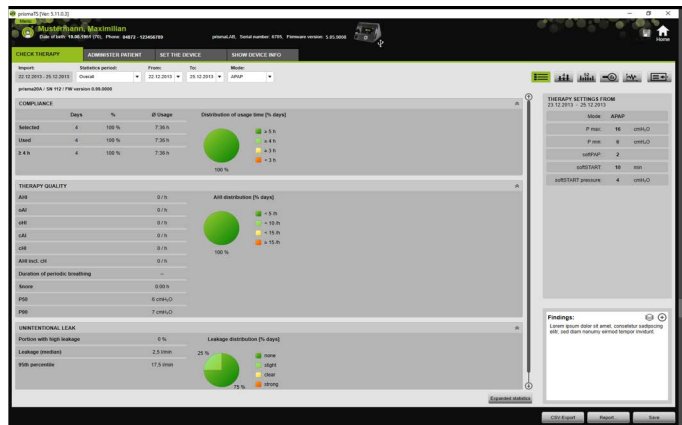 prismaTS [Ver. 5.11.0.3]
Menu
Mustermann, Maximilian
Date of birth: 10.08.1951 (70), Phone: 04872 - 123456789
prismaLAB, Serial number: 6789, Firmware version: 5.05.0008
Home
CHECK THERAPY ADMINISTER PATIENT SET THE DEVICE SHOW DEVICE INFO
Import: Statistics period: From: To: Mode:
22.12.2013 - 25.12.2013 Overall 22.12.2013 25.12.2013 APAP
prisma20A / SN 112 / FW version 0.00.0000
COMPLIANCE
Days % Ø Usage Distribution of usage time [% days]
Selected 4 100 % 7:36 h
Used 4 100 % 7:36 h
≥ 4 h 4 100 % 7:36 h
≥ 5 h
≥ 4 h
≥ 3 h
< 3 h
100 %
THERAPY QUALITY
AHI 0 / h AHI distribution [% days]
oAI 0 / h
oHI 0 / h
cAI 0 / h
cHI 0 / h
AHI incl. cH 0 / h
Duration of periodic breathing --
Snore 0:00 h
P50 6 cmH₂O
P90 7 cmH₂O
< 5 /h
< 10 /h
< 15 /h
≥ 15 /h
100 %
UNINTENTIONAL LEAK
Portion with high leakage 0 % Leakage distribution [% days]
Leakage (median) 2,5 l/min
95th percentile 17,5 l/min
25 %
75 %
none
slight
clear
strong
Expanded statistics
THERAPY SETTINGS FROM
23.12.2013 - 25.12.2013
Mode: APAP
P max: 16 cmH₂O
P min: 6 cmH₂O
softPAP: 2
softSTART: 10 min
softSTART pressure: 4 cmH₂O
Findings:
Lorem ipsum dolor sit amet, consetetur sadipscing
elitr, sed diam nonumy eirmod tempor invidunt.
CSV-Export Report... Save